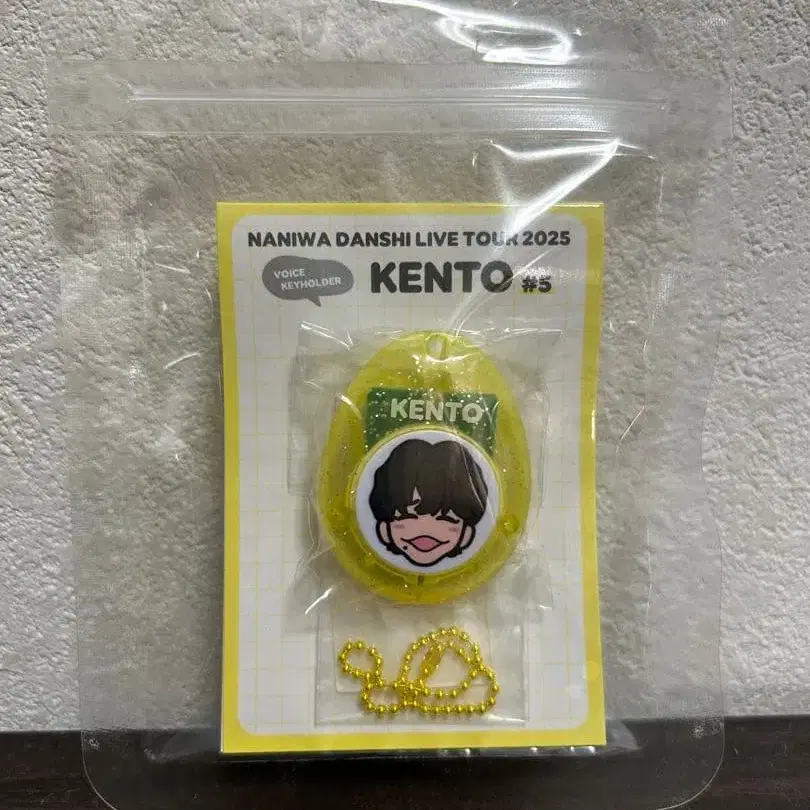 NANIWA DANSHI LIVE TOUR 2025
VOICE
KEYHOLDER
KENTO #5
KENTO